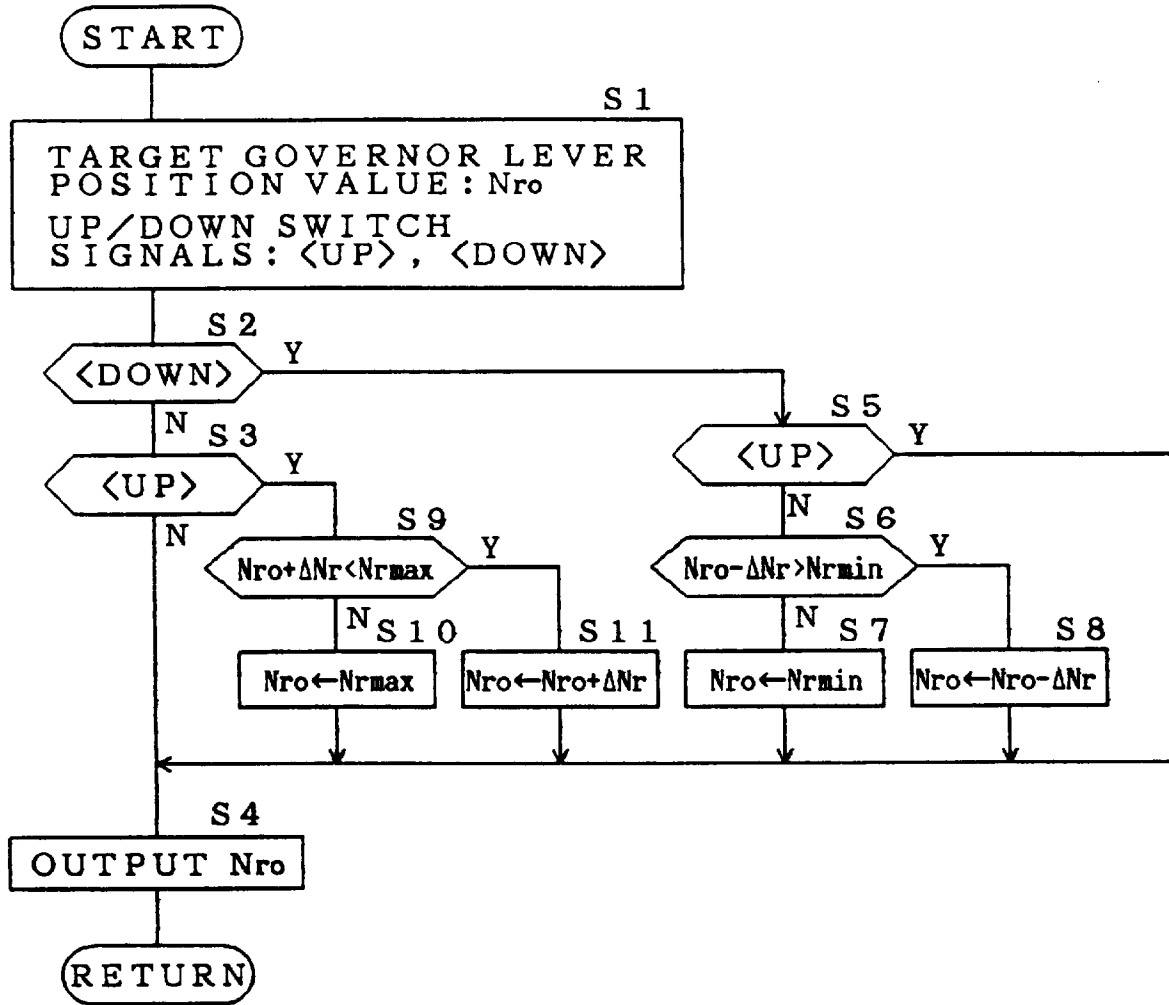 START
S1
TARGET GOVERNOR LEVER
POSITION VALUE: Nro
UP/DOWN SWITCH
SIGNALS: <UP>, <DOWN>
S2
<DOWN>
Y
N
S3
<UP>
Y
N
S5
<UP>
Y
N
S9
Nro+ΔNr<Nrmax
Y
N
S6
Nro-ΔNr>Nrmin
Y
N
S10
Nro←Nrmax
S11
Nro←Nro+ΔNr
S7
Nro←Nrmin
S8
Nro←Nro-ΔNr
S4
OUTPUT Nro
RETURN